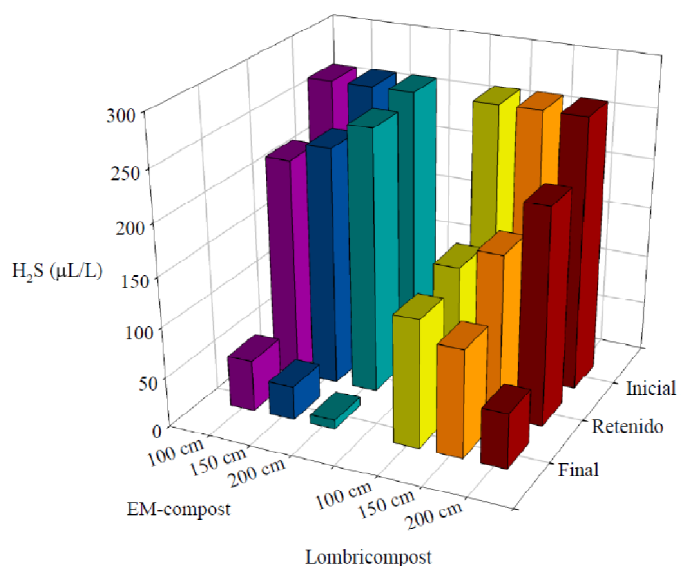 300
250
200
150
100
50
0
H₂S (µL/L)
100 cm
150 cm
200 cm
100 cm
150 cm
200 cm
EM-compost
Lombricompost
Inicial
Retenido
Final